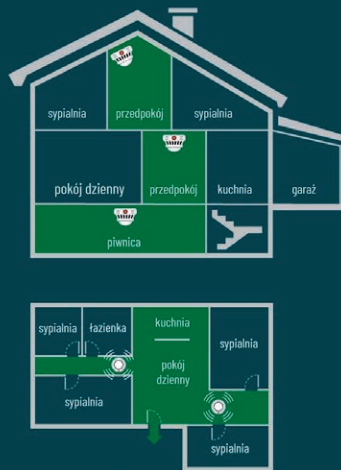 sypialnia
przedpokój
sypialnia
pokój dzienny
przedpokój
kuchnia
garaż
piwnica
sypialnia
łazienka
kuchnia
sypialnia
pokój
dzienny
sypialnia
sypialnia